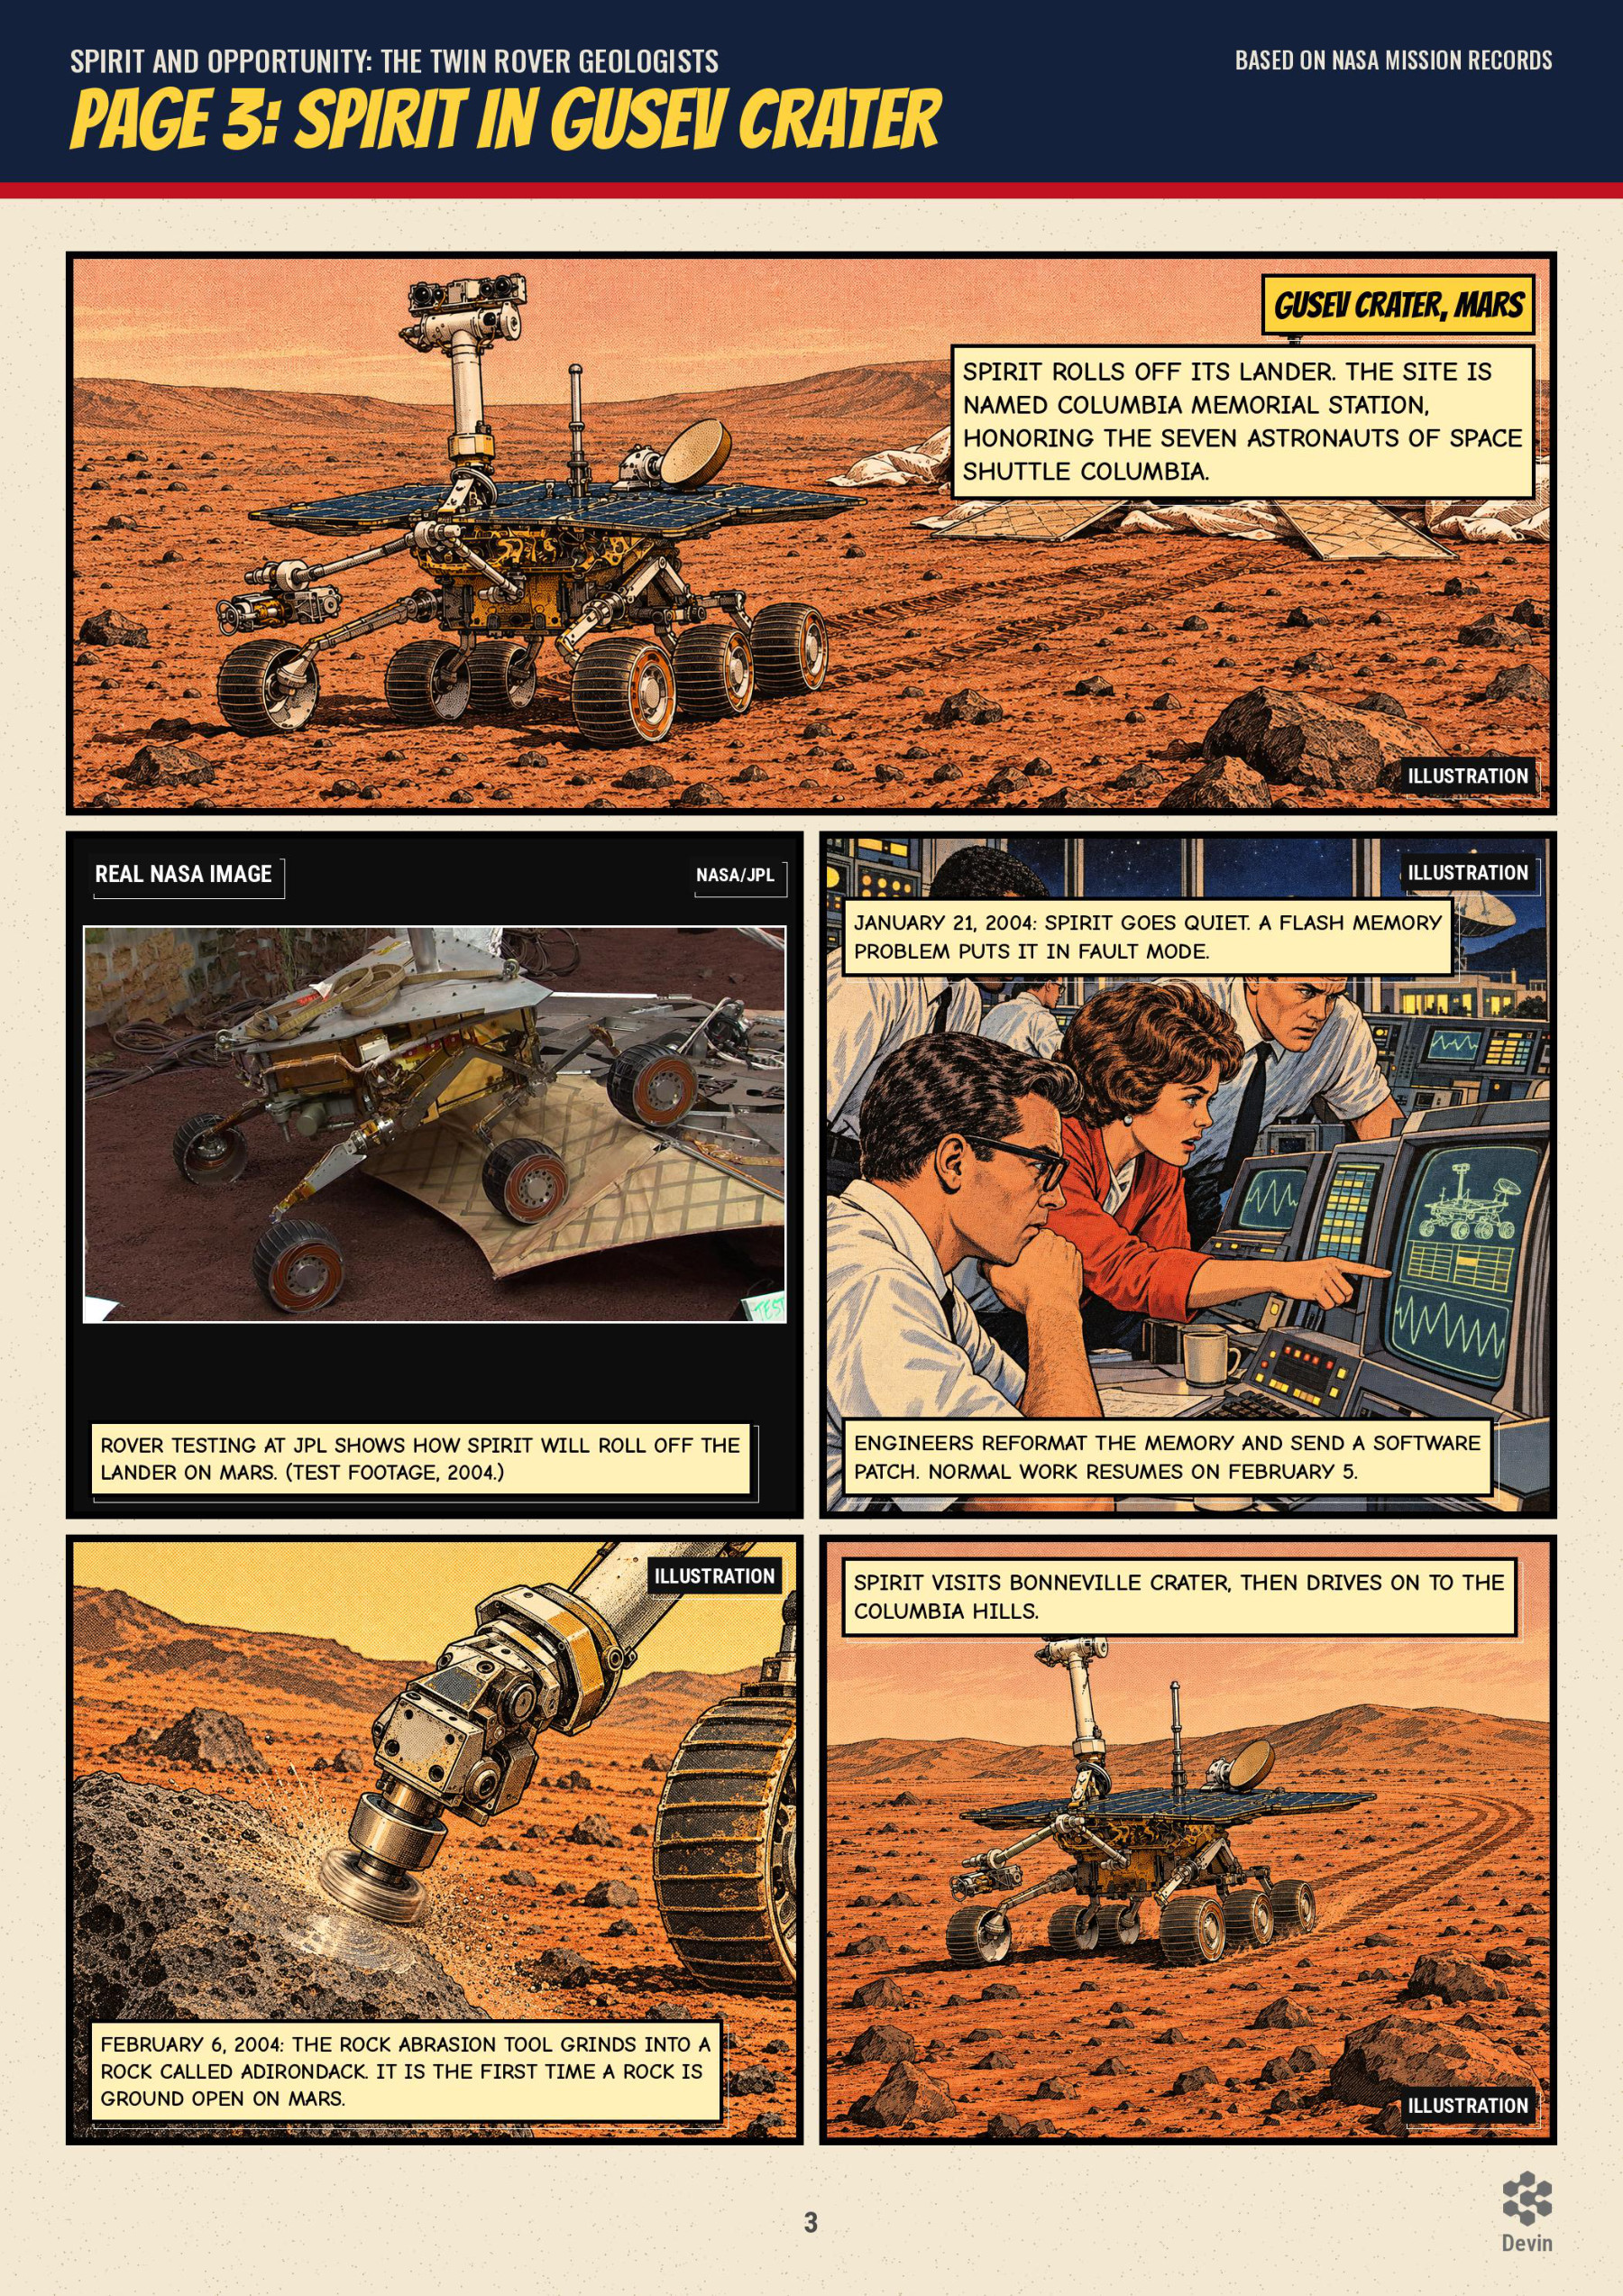 SPIRIT AND OPPORTUNITY: THE TWIN ROVER GEOLOGISTS
BASED ON NASA MISSION RECORDS
PAGE 3: SPIRIT IN GUSEV CRATER
GUSEV CRATER, MARS
SPIRIT ROLLS OFF ITS LANDER. THE SITE IS
NAMED COLUMBIA MEMORIAL STATION,
HONORING THE SEVEN ASTRONAUTS OF SPACE
SHUTTLE COLUMBIA.
ILLUSTRATION
REAL NASA IMAGE
NASA/JPL
TEST
ROVER TESTING AT JPL SHOWS HOW SPIRIT WILL ROLL OFF THE
LANDER ON MARS. (TEST FOOTAGE, 2004.)
ILLUSTRATION
JANUARY 21, 2004: SPIRIT GOES QUIET. A FLASH MEMORY
PROBLEM PUTS IT IN FAULT MODE.
ENGINEERS REFORMAT THE MEMORY AND SEND A SOFTWARE
PATCH. NORMAL WORK RESUMES ON FEBRUARY 5.
ILLUSTRATION
FEBRUARY 6, 2004: THE ROCK ABRASION TOOL GRINDS INTO A
ROCK CALLED ADIRONDACK. IT IS THE FIRST TIME A ROCK IS
GROUND OPEN ON MARS.
SPIRIT VISITS BONNEVILLE CRATER, THEN DRIVES ON TO THE
COLUMBIA HILLS.
ILLUSTRATION
3
Devin